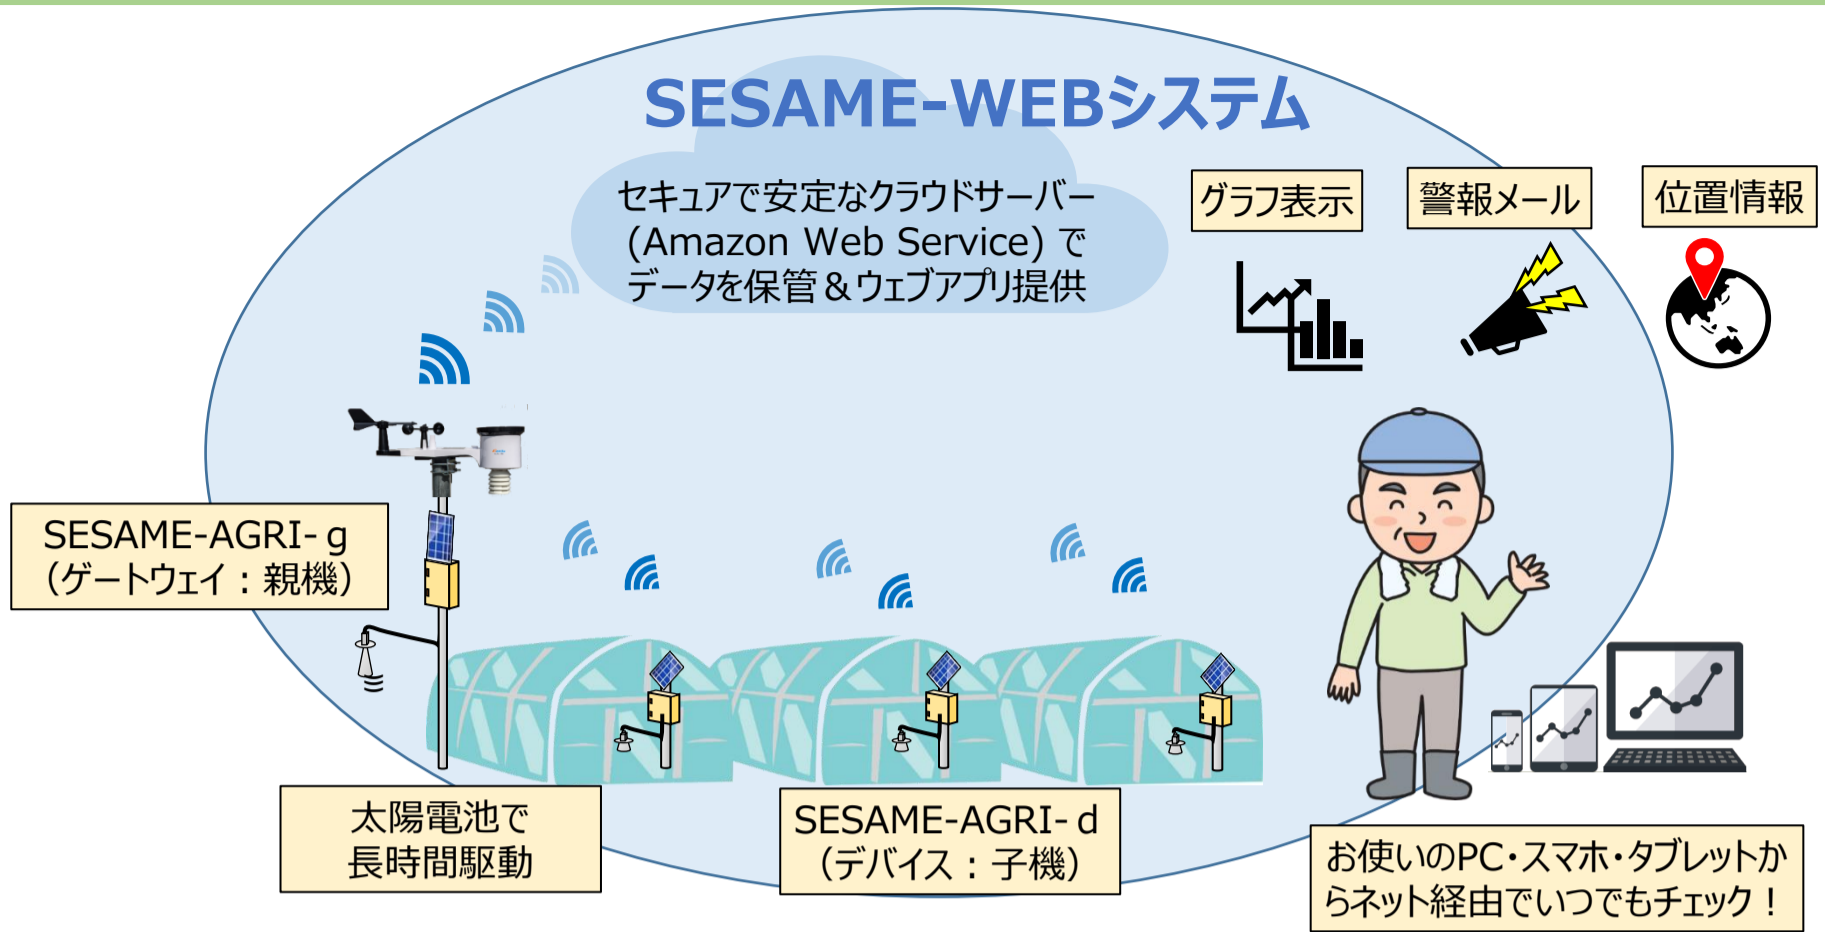 SESAME-WEBシステム
セキュアで安定なクラウドサーバー
(Amazon Web Service) で
データを保管＆ウェブアプリ提供
グラフ表示
警報メール
位置情報
SESAME-AGRI- g
（ゲートウェイ：親機）
太陽電池で
長時間駆動
SESAME-AGRI- d
（デバイス：子機）
お使いのPC・スマホ・タブレットか
らネット経由でいつでもチェック！